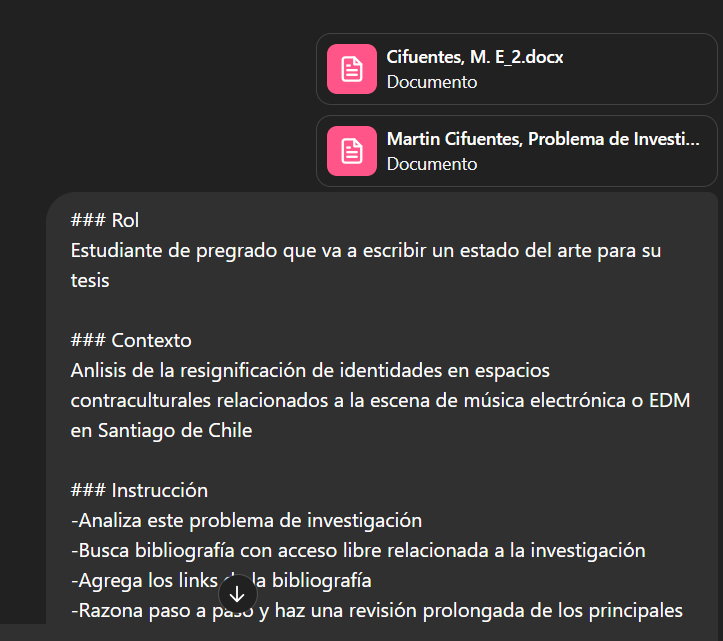 Cifuentes, M. E_2.docx
Documento
Martin Cifuentes, Problema de Investi...
Documento
### Rol
Estudiante de pregrado que va a escribir un estado del arte para su
tesis
### Contexto
Anlisis de la resignificación de identidades en espacios
contraculturales relacionados a la escena de música electrónica o EDM
en Santiago de Chile
### Instrucción
-Analiza este problema de investigación
-Busca bibliografía con acceso libre relacionada a la investigación
-Agrega los links la bibliografía
-Razona paso a paso y haz una revisión prolongada de los principales